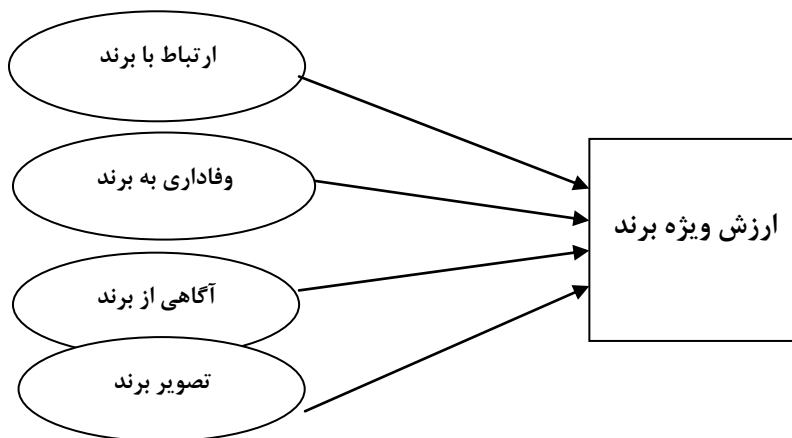 ارتباط با برند
وفاداری به برند
ارزش ویژه برند
آگاهی از برند
تصویر برند